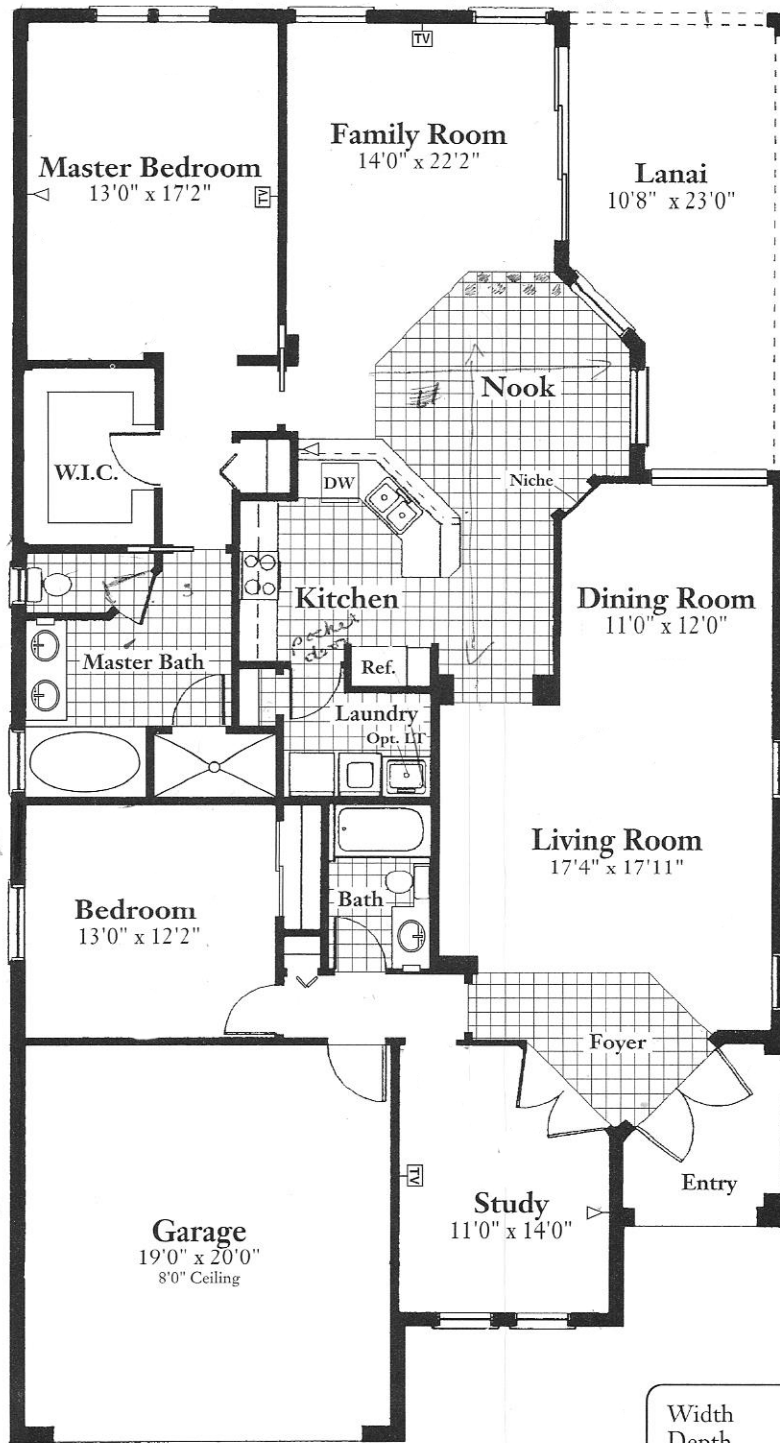 TV
Family Room
14'0" x 22'2"
Master Bedroom
13'0" x 17'2"
TV
Lanai
10'8" x 23'0"
Nook
W.I.C.
DW
Niche
Kitchen
pocket
door
Dining Room
11'0" x 12'0"
Master Bath
Ref.
Laundry
Opt. LT
Living Room
17'4" x 17'11"
Bedroom
13'0" x 12'2"
Bath
Foyer
Entry
TV
Study
11'0" x 14'0"
Garage
19'0" x 20'0"
8'0" Ceiling
Width